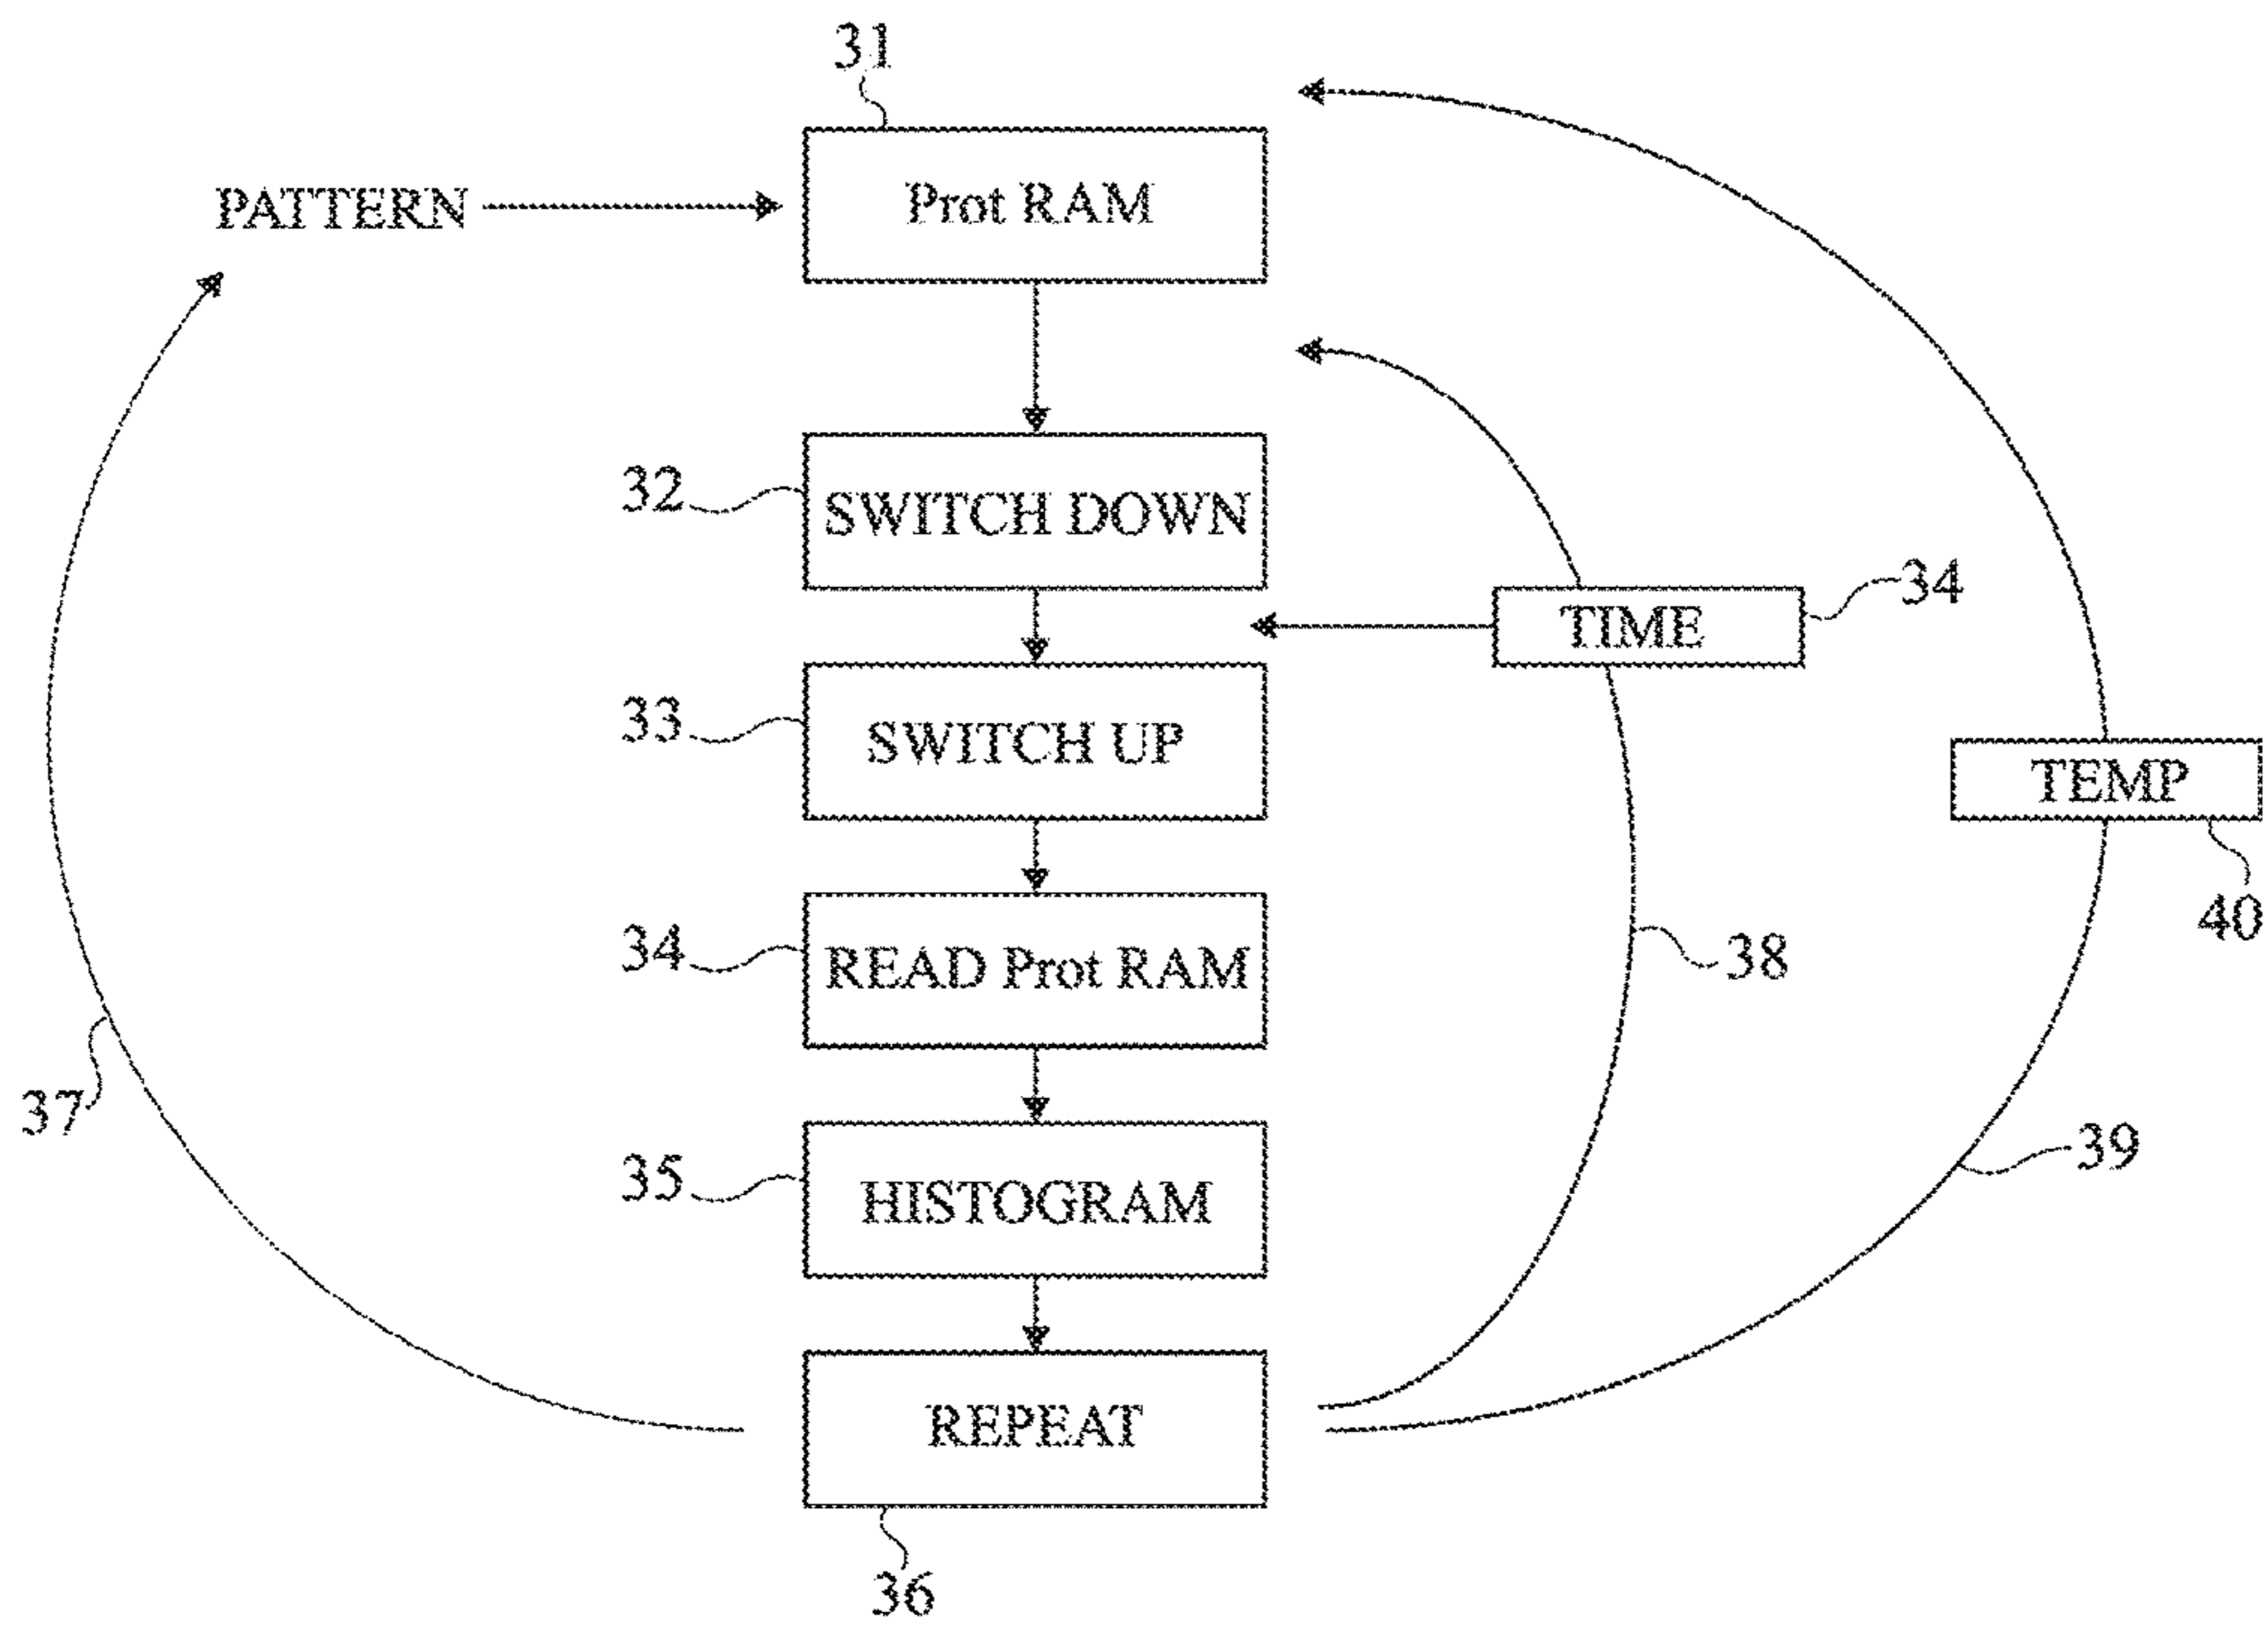 31
PATTERN
Prot RAM
32
SWITCH DOWN
TIME
34
33
SWITCH UP
TEMP
40
34
READ Prot RAM
38
37
35
HISTOGRAM
39
REPEAT
36